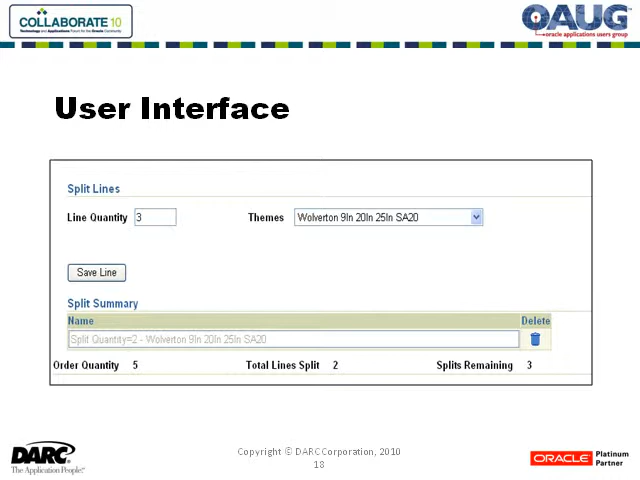 COLLABORATE 10
Technology and Applications Forum for the Oracle Community
OAUG
oracle applications users group
User Interface
Split Lines
Line Quantity 3 Themes Wolverton 9In 20In 25In SA20
Save Line
Split Summary
Name Delete
Split Quantity=2 - Wolverton 9In 20In 25In SA20
Order Quantity 5 Total Lines Split 2 Splits Remaining 3
DARC
The Application People.
Copyright © DARC Corporation, 2010
18
ORACLE Platinum
Partner